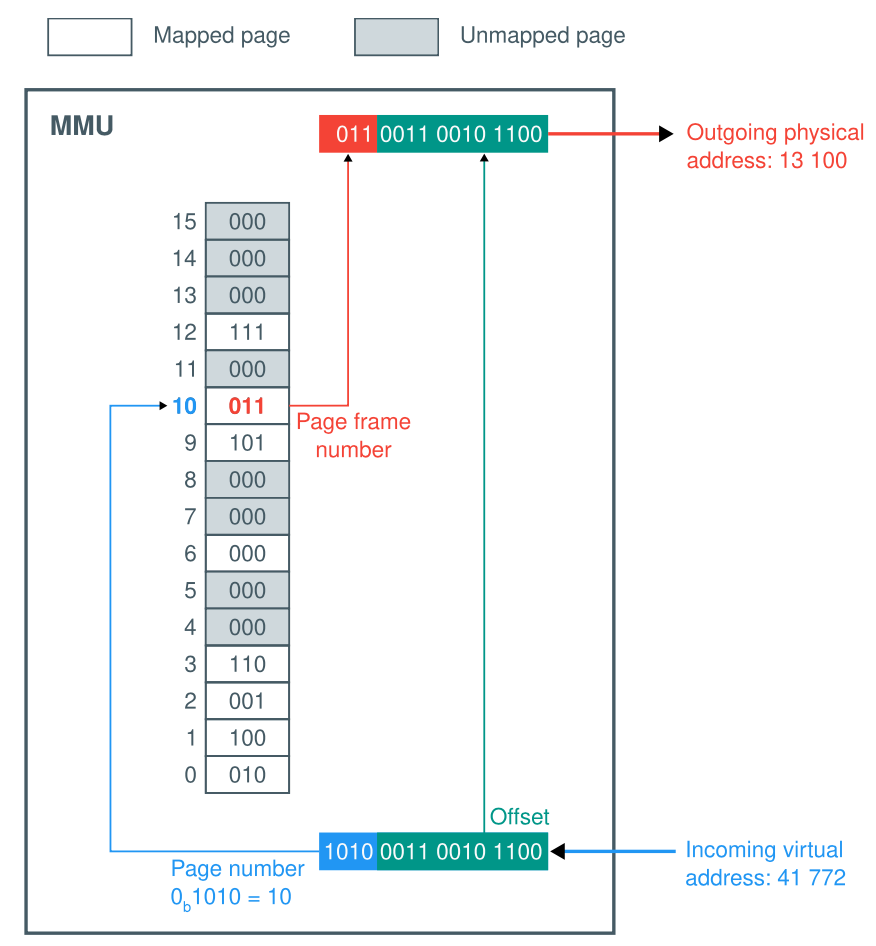 Mapped page
Unmapped page
MMU
011 0011 0010 1100
Outgoing physical
address: 13 100
15 000
14 000
13 000
12 111
11 000
10 011
Page frame
number
9 101
8 000
7 000
6 000
5 000
4 000
3 110
2 001
1 100
0 010
Offset
1010 0011 0010 1100
Incoming virtual
address: 41 772
Page number
0b1010 = 10